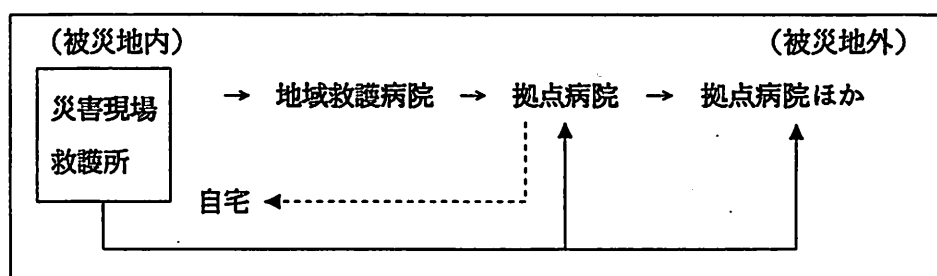 （被災地内）　（被災地外）
災害現場　→　地域救護病院　→　拠点病院　→　拠点病院ほか
救護所
自宅